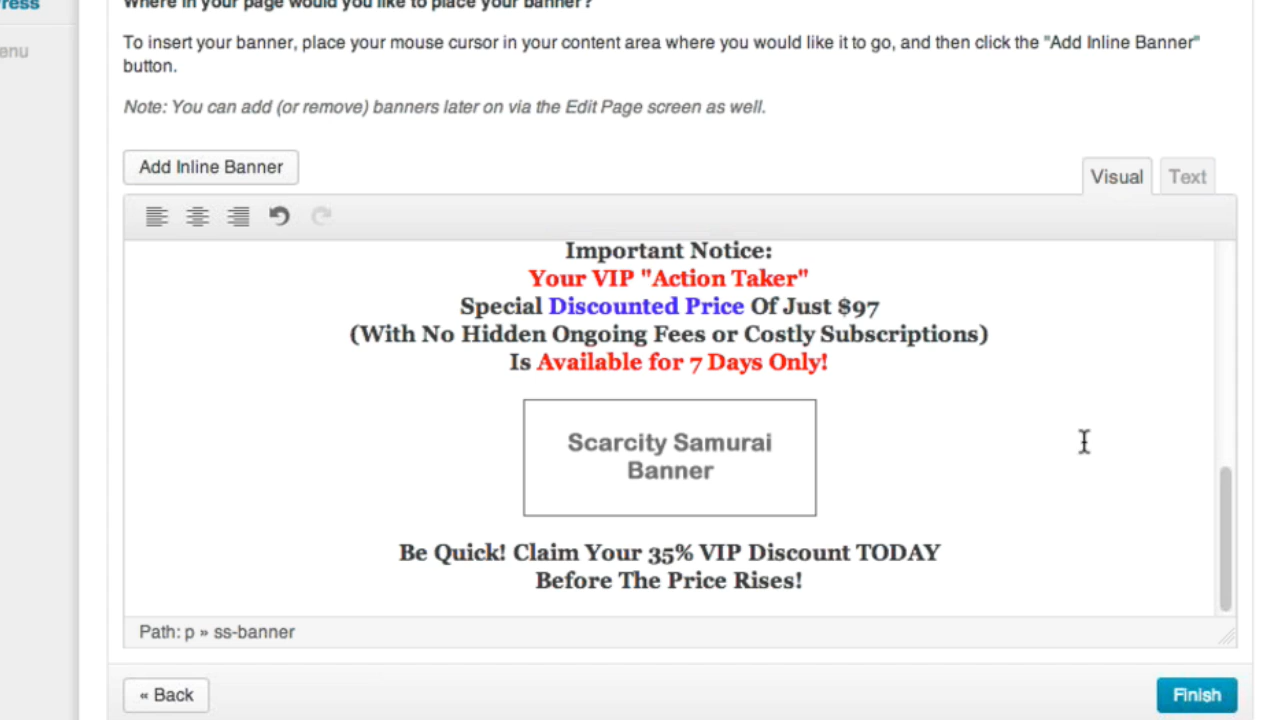 ress
Where in your page would you like to place your banner?
enu
To insert your banner, place your mouse cursor in your content area where you would like it to go, and then click the "Add Inline Banner"
button.
Note: You can add (or remove) banners later on via the Edit Page screen as well.
Add Inline Banner
Visual
Text
Important Notice:
Your VIP "Action Taker"
Special Discounted Price Of Just $97
(With No Hidden Ongoing Fees or Costly Subscriptions)
Is Available for 7 Days Only!
Scarcity Samurai
Banner
Be Quick! Claim Your 35% VIP Discount TODAY
Before The Price Rises!
Path: p » ss-banner
« Back
Finish